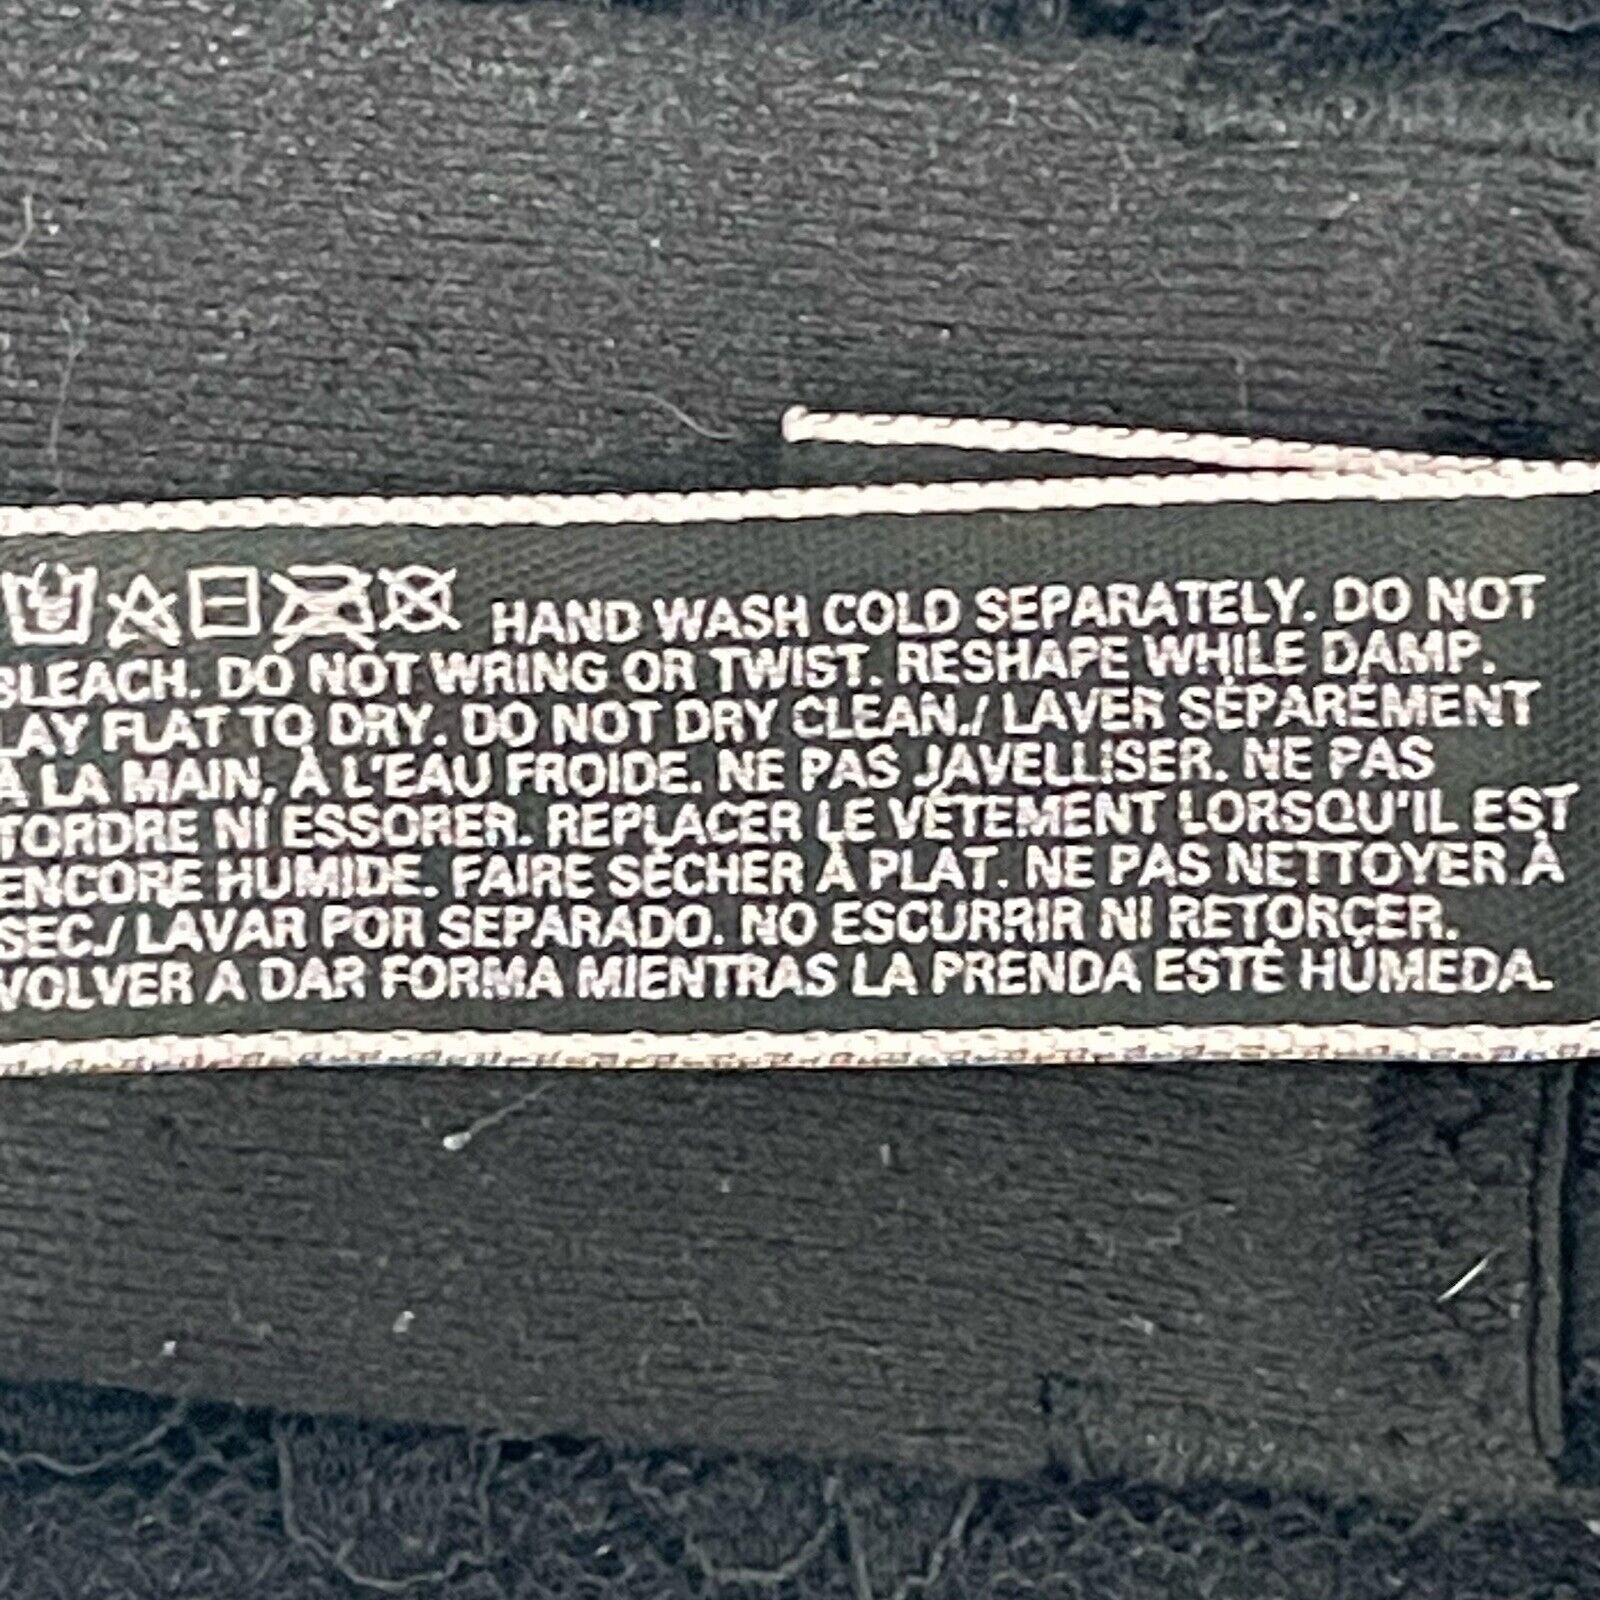 HAND WASH COLD SEPARATELY. DO NOT
BLEACH. DO NOT WRING OR TWIST. RESHAPE WHILE DAMP.
LAY FLAT TO DRY. DO NOT DRY CLEAN./ LAVER SÉPARÉMENT
À LA MAIN, À L'EAU FROIDE. NE PAS JAVELLISER. NE PAS
TORDRE NI ESSORER. REPLACER LE VÊTEMENT LORSQU'IL EST
ENCORE HUMIDE. FAIRE SÉCHER À PLAT. NE PAS NETTOYER À
SEC./ LAVAR POR SEPARADO. NO ESCURRIR NI RETORCER.
VOLVER A DAR FORMA MIENTRAS LA PRENDA ESTÉ HÚMEDA.